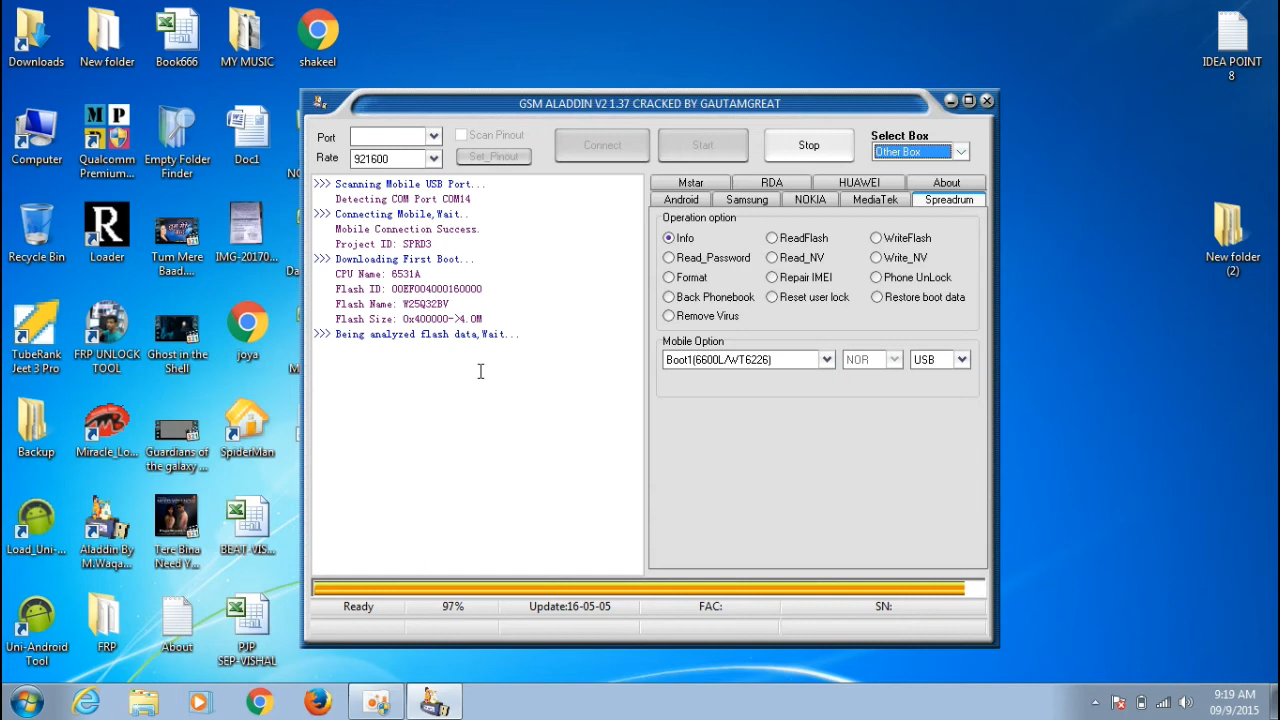 Downloads
New folder
Book666
MY MUSIC
shakeel
IDEA POINT
8
Computer
Qualcomm
Premium...
Empty Folder
Finder
Doc1
Recycle Bin
Loader
Tum Mere
Baad....
IMG-20170...
New folder
(2)
TubeRank
Jeet 3 Pro
FRP UNLOCK
TOOL
Ghost in the
Shell
joya
Backup
Miracle_Lo...
Guardians of
the galaxy ...
SpiderMan
Load_Uni-...
Aladdin By
M.Waqa...
Tere Bina
Need Y...
BEAT-VIS...
Uni-Android
Tool
FRP
About
PJP
SEP-VISHAL
GSM ALADDIN V2 1.37 CRACKED BY GAUTAMGREAT
Port
Scan Pinout
Rate
921600
Set_Pinout
Connect
Start
Stop
Select Box
Other Box
>>> Scanning Mobile USB Port...
Detecting COM Port COM14
>>> Connecting Mobile,Wait..
Mobile Connection Success.
Project ID: SPRD3
>>> Downloading First Boot...
CPU Name: 6531A
Flash ID: 00EF004000160000
Flash Name: W25Q32BV
Flash Size: 0x400000->4.0M
>>> Being analyzed flash data,Wait...
Mstar
RDA
HUAWEI
About
Android
Samsung
NOKIA
MediaTek
Spreadrum
Operation option
Info
ReadFlash
WriteFlash
Read_Password
Read_NV
Write_NV
Format
Repair IMEI
Phone UnLock
Back Phonebook
Reset user lock
Restore boot data
Remove Virus
Mobile Option
Boot1(6600L/WT6226)
NOR
USB
Ready
97%
Update:16-05-05
FAC:
SN:
9:19 AM
09/9/2015